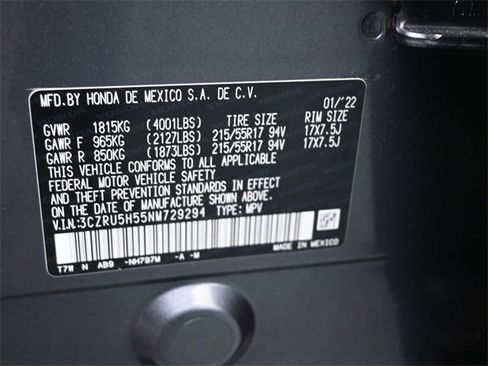 MFD.BY HONDA DE MEXICO S.A. DE C.V. 01/'22
GVWR 1815KG (4001LBS) TIRE SIZE RIM SIZE
GAWR F 965KG (2127LBS) 215/55R17 94V 17X7.5J
GAWR R 850KG (1873LBS) 215/55R17 94V 17X7.5J
THIS VEHICLE CONFORMS TO ALL APPLICABLE
FEDERAL MOTOR VEHICLE SAFETY
AND THEFT PREVENTION STANDARDS IN EFFECT
ON THE DATE OF MANUFACTURE SHOWN ABOVE.
V.I.N.:3CZRU5H55NM729294 TYPE: MPV
MADE IN MEXICO
T7W N AB9 -NH797M -A -M